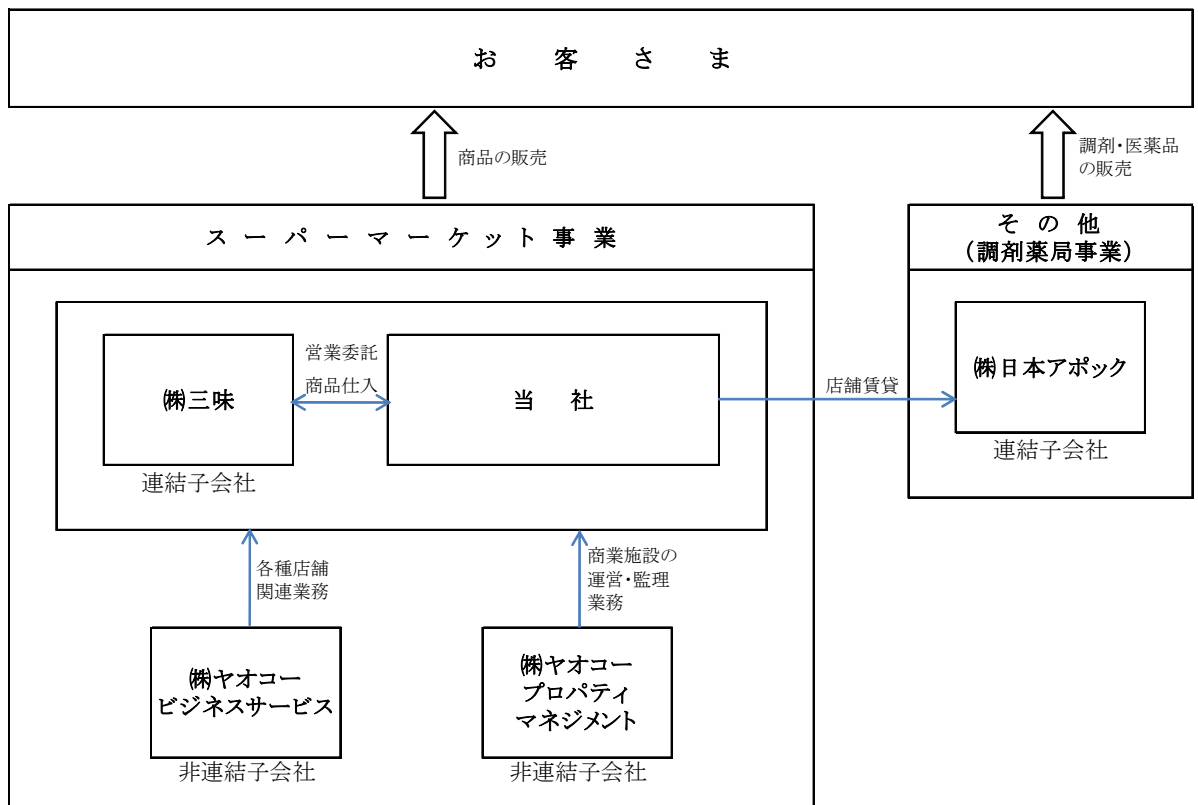 お客さま
商品の販売
調剤・医薬品
の販売
スーパーマーケット事業
その他
(調剤薬局事業)
㈱三味
営業委託
商品仕入
当社
店舗賃貸
㈱日本アポック
連結子会社
連結子会社
各種店舗
関連業務
商業施設の
運営・監理
業務
㈱ヤオコー
ビジネスサービス
㈱ヤオコー
プロパティ
マネジメント
非連結子会社
非連結子会社